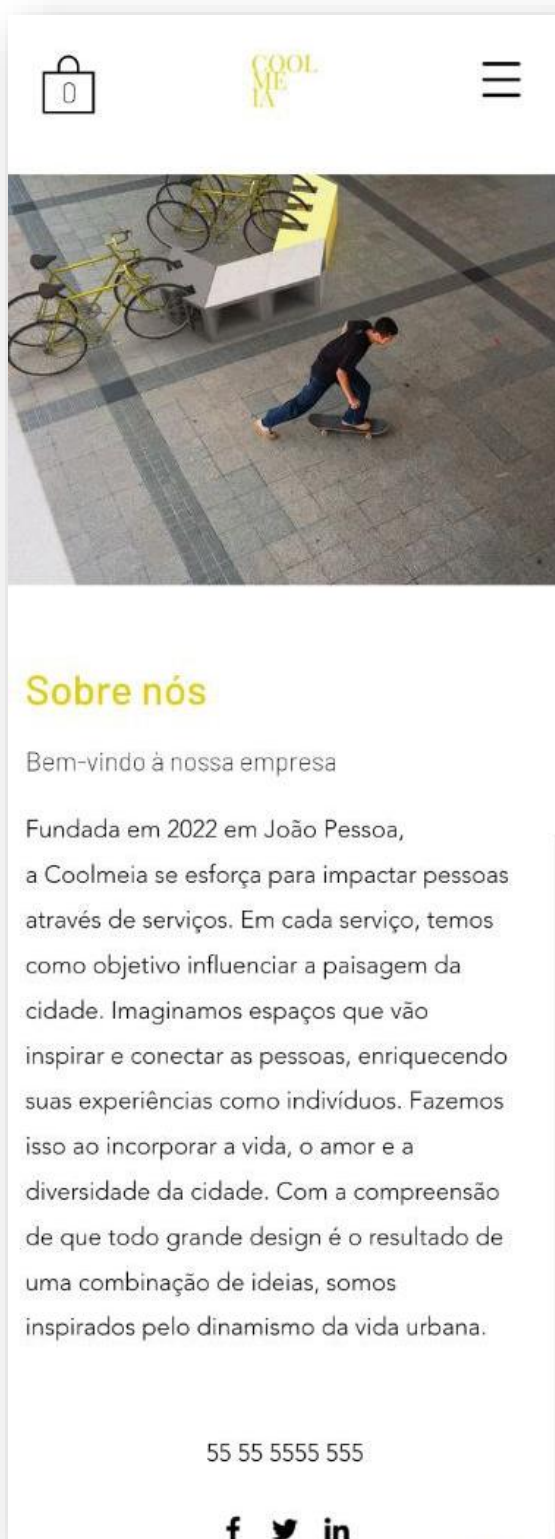 0
COOL
ME
IA
Sobre nós
Bem-vindo à nossa empresa
Fundada em 2022 em João Pessoa,
a Coolmeia se esforça para impactar pessoas
através de serviços. Em cada serviço, temos
como objetivo influenciar a paisagem da
cidade. Imaginamos espaços que vão
inspirar e conectar as pessoas, enriquecendo
suas experiências como indivíduos. Fazemos
isso ao incorporar a vida, o amor e a
diversidade da cidade. Com a compreensão
de que todo grande design é o resultado de
uma combinação de ideias, somos
inspirados pelo dinamismo da vida urbana.
55 55 5555 555